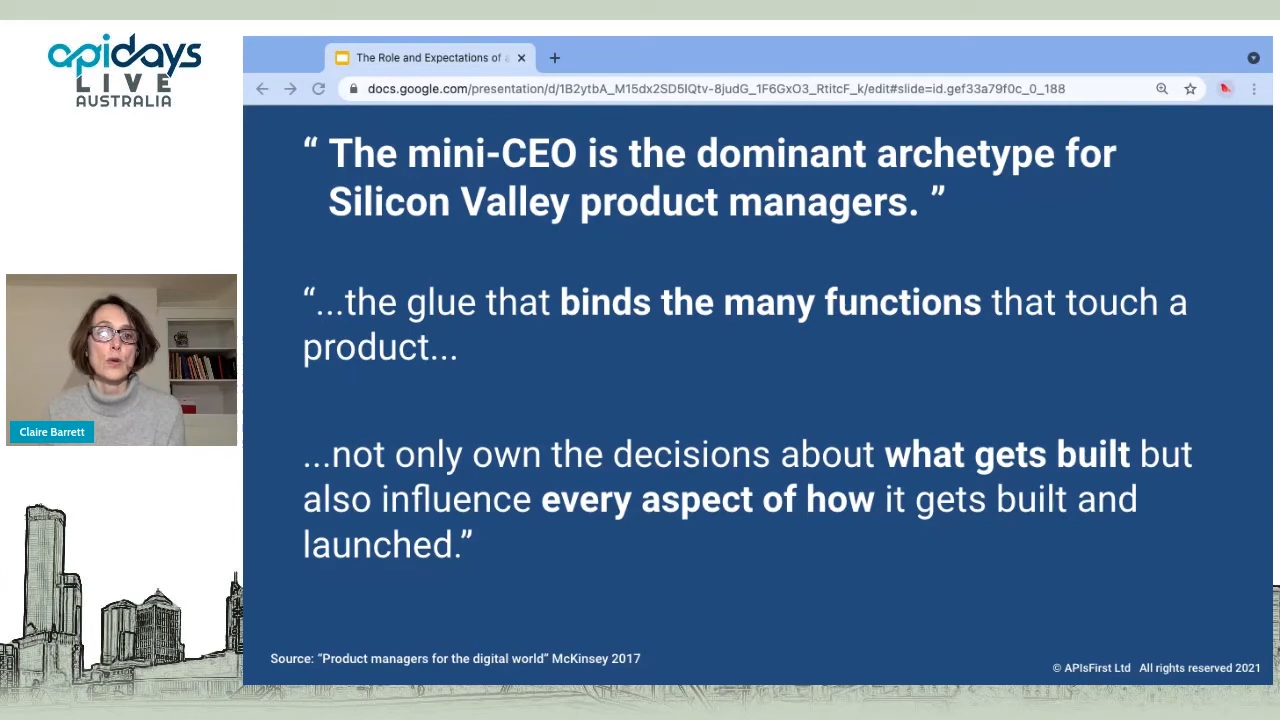 apidays
LIVE
AUSTRALIA
The Role and Expectations of a
docs.google.com/presentation/d/1B2ytbA_M15dx2SD5IQtv-8judG_1F6GxO3_RtitcF_k/edit#slide=id.gef33a79f0c_0_188
“ The mini-CEO is the dominant archetype for
Silicon Valley product managers. ”
“...the glue that binds the many functions that touch a
product...
...not only own the decisions about what gets built but
also influence every aspect of how it gets built and
launched.”
Source: “Product managers for the digital world” McKinsey 2017
© APIsFirst Ltd All rights reserved 2021
Claire Barrett